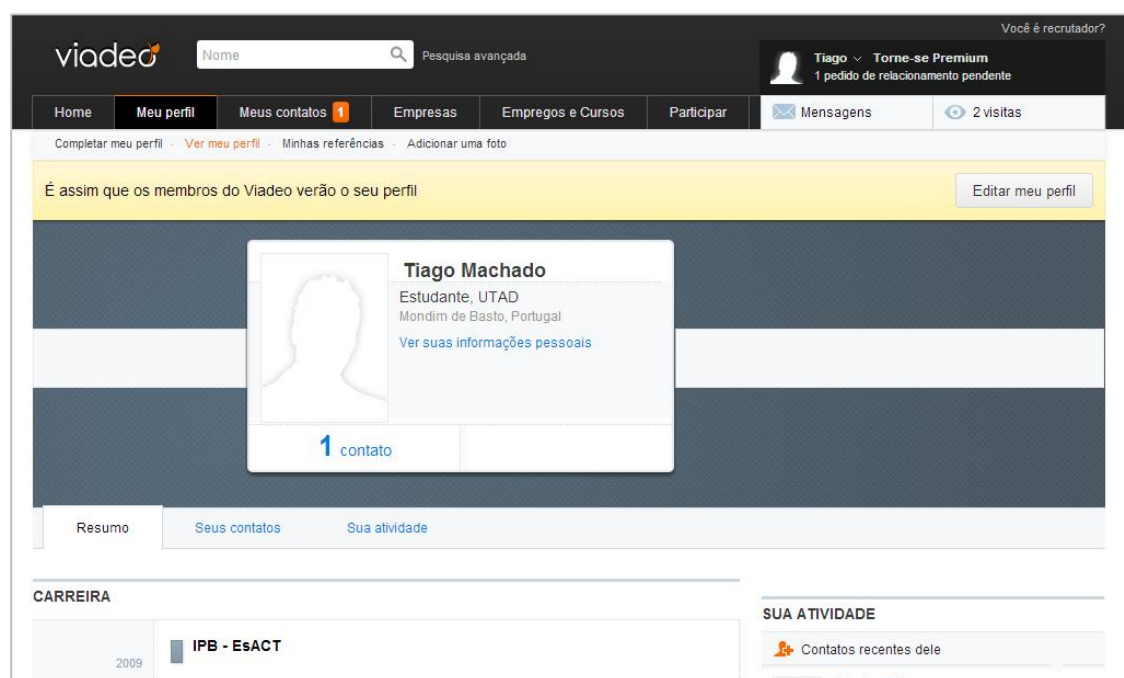 Você é recrutador?
viadeo
Nome
Pesquisa avançada
Tiago Torne-se Premium
1 pedido de relacionamento pendente
Home Meu perfil Meus contatos 1 Empresas Empregos e Cursos Participar Mensagens 2 visitas
Completar meu perfil - Ver meu perfil - Minhas referências - Adicionar uma foto
É assim que os membros do Viadeo verão o seu perfil
Editar meu perfil
Tiago Machado
Estudante, UTAD
Mondim de Basto, Portugal
Ver suas informações pessoais
1 contato
Resumo Seus contatos Sua atividade
CARREIRA
2009
IPB - EsACT
SUA ATIVIDADE
Contatos recentes dele